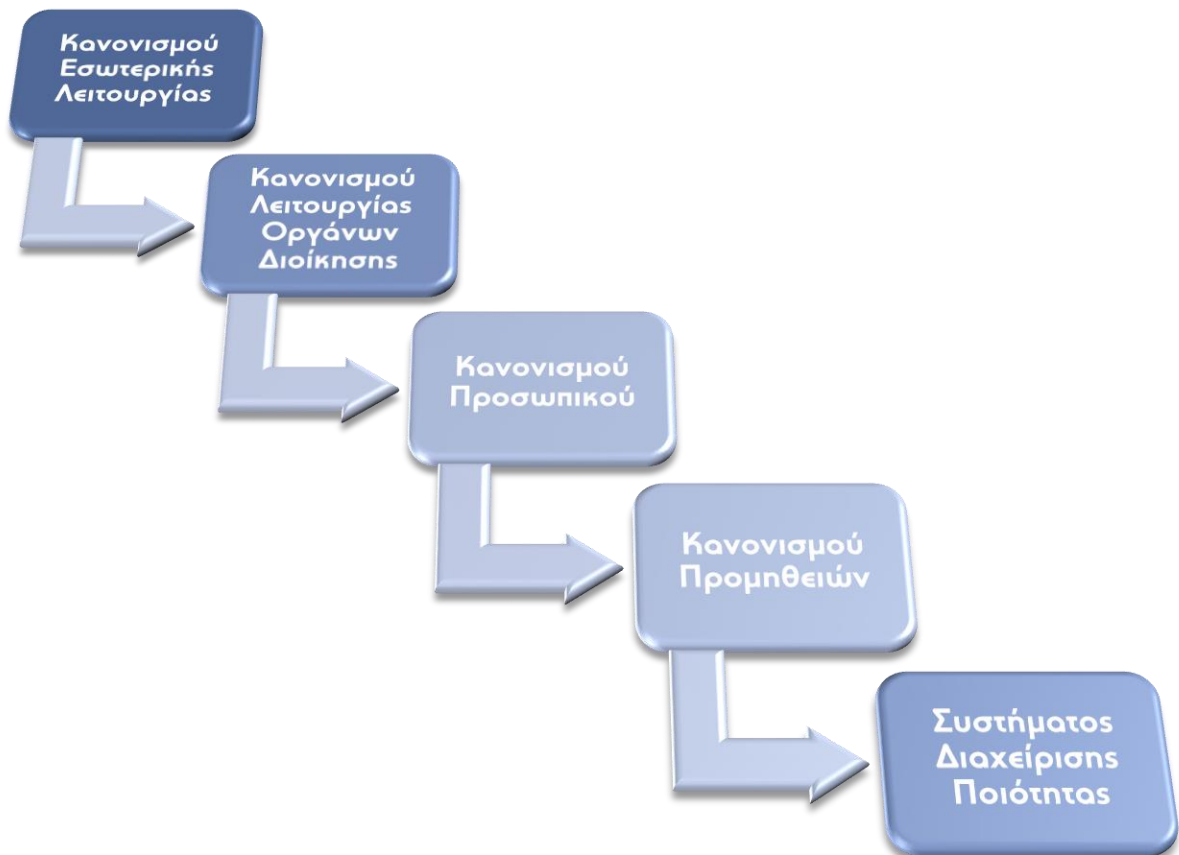 Κανονισμού
Εσωτερικής
Λειτουργίας
Κανονισμού
Λειτουργίας
Οργάνων
Διοίκησης
Κανονισμού
Προσωπικού
Κανονισμού
Προμηθειών
Συστήματος
Διαχείρισης
Ποιότητας